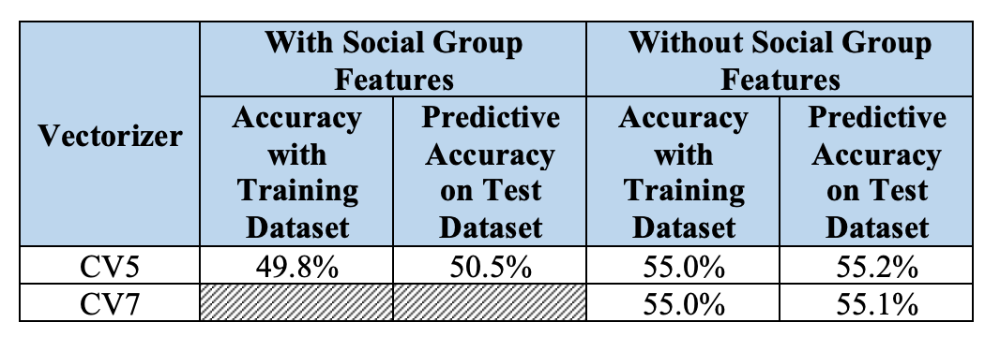 With Social Group
Features
Without Social Group
Features
Vectorizer
Accuracy
with
Training
Dataset
Predictive
Accuracy
on Test
Dataset
Accuracy
with
Training
Dataset
Predictive
Accuracy
on Test
Dataset
CV5 49.8% 50.5% 55.0% 55.2%
CV7 55.0% 55.1%